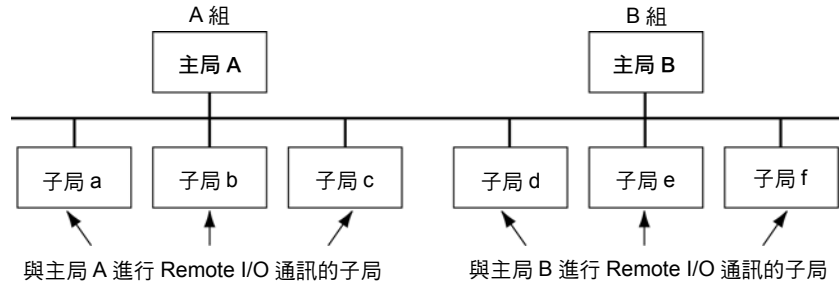 A 組
B 組
主局 A
主局 B
子局 a
子局 b
子局 c
子局 d
子局 e
子局 f
與主局 A 進行 Remote I/O 通訊的子局
與主局 B 進行 Remote I/O 通訊的子局